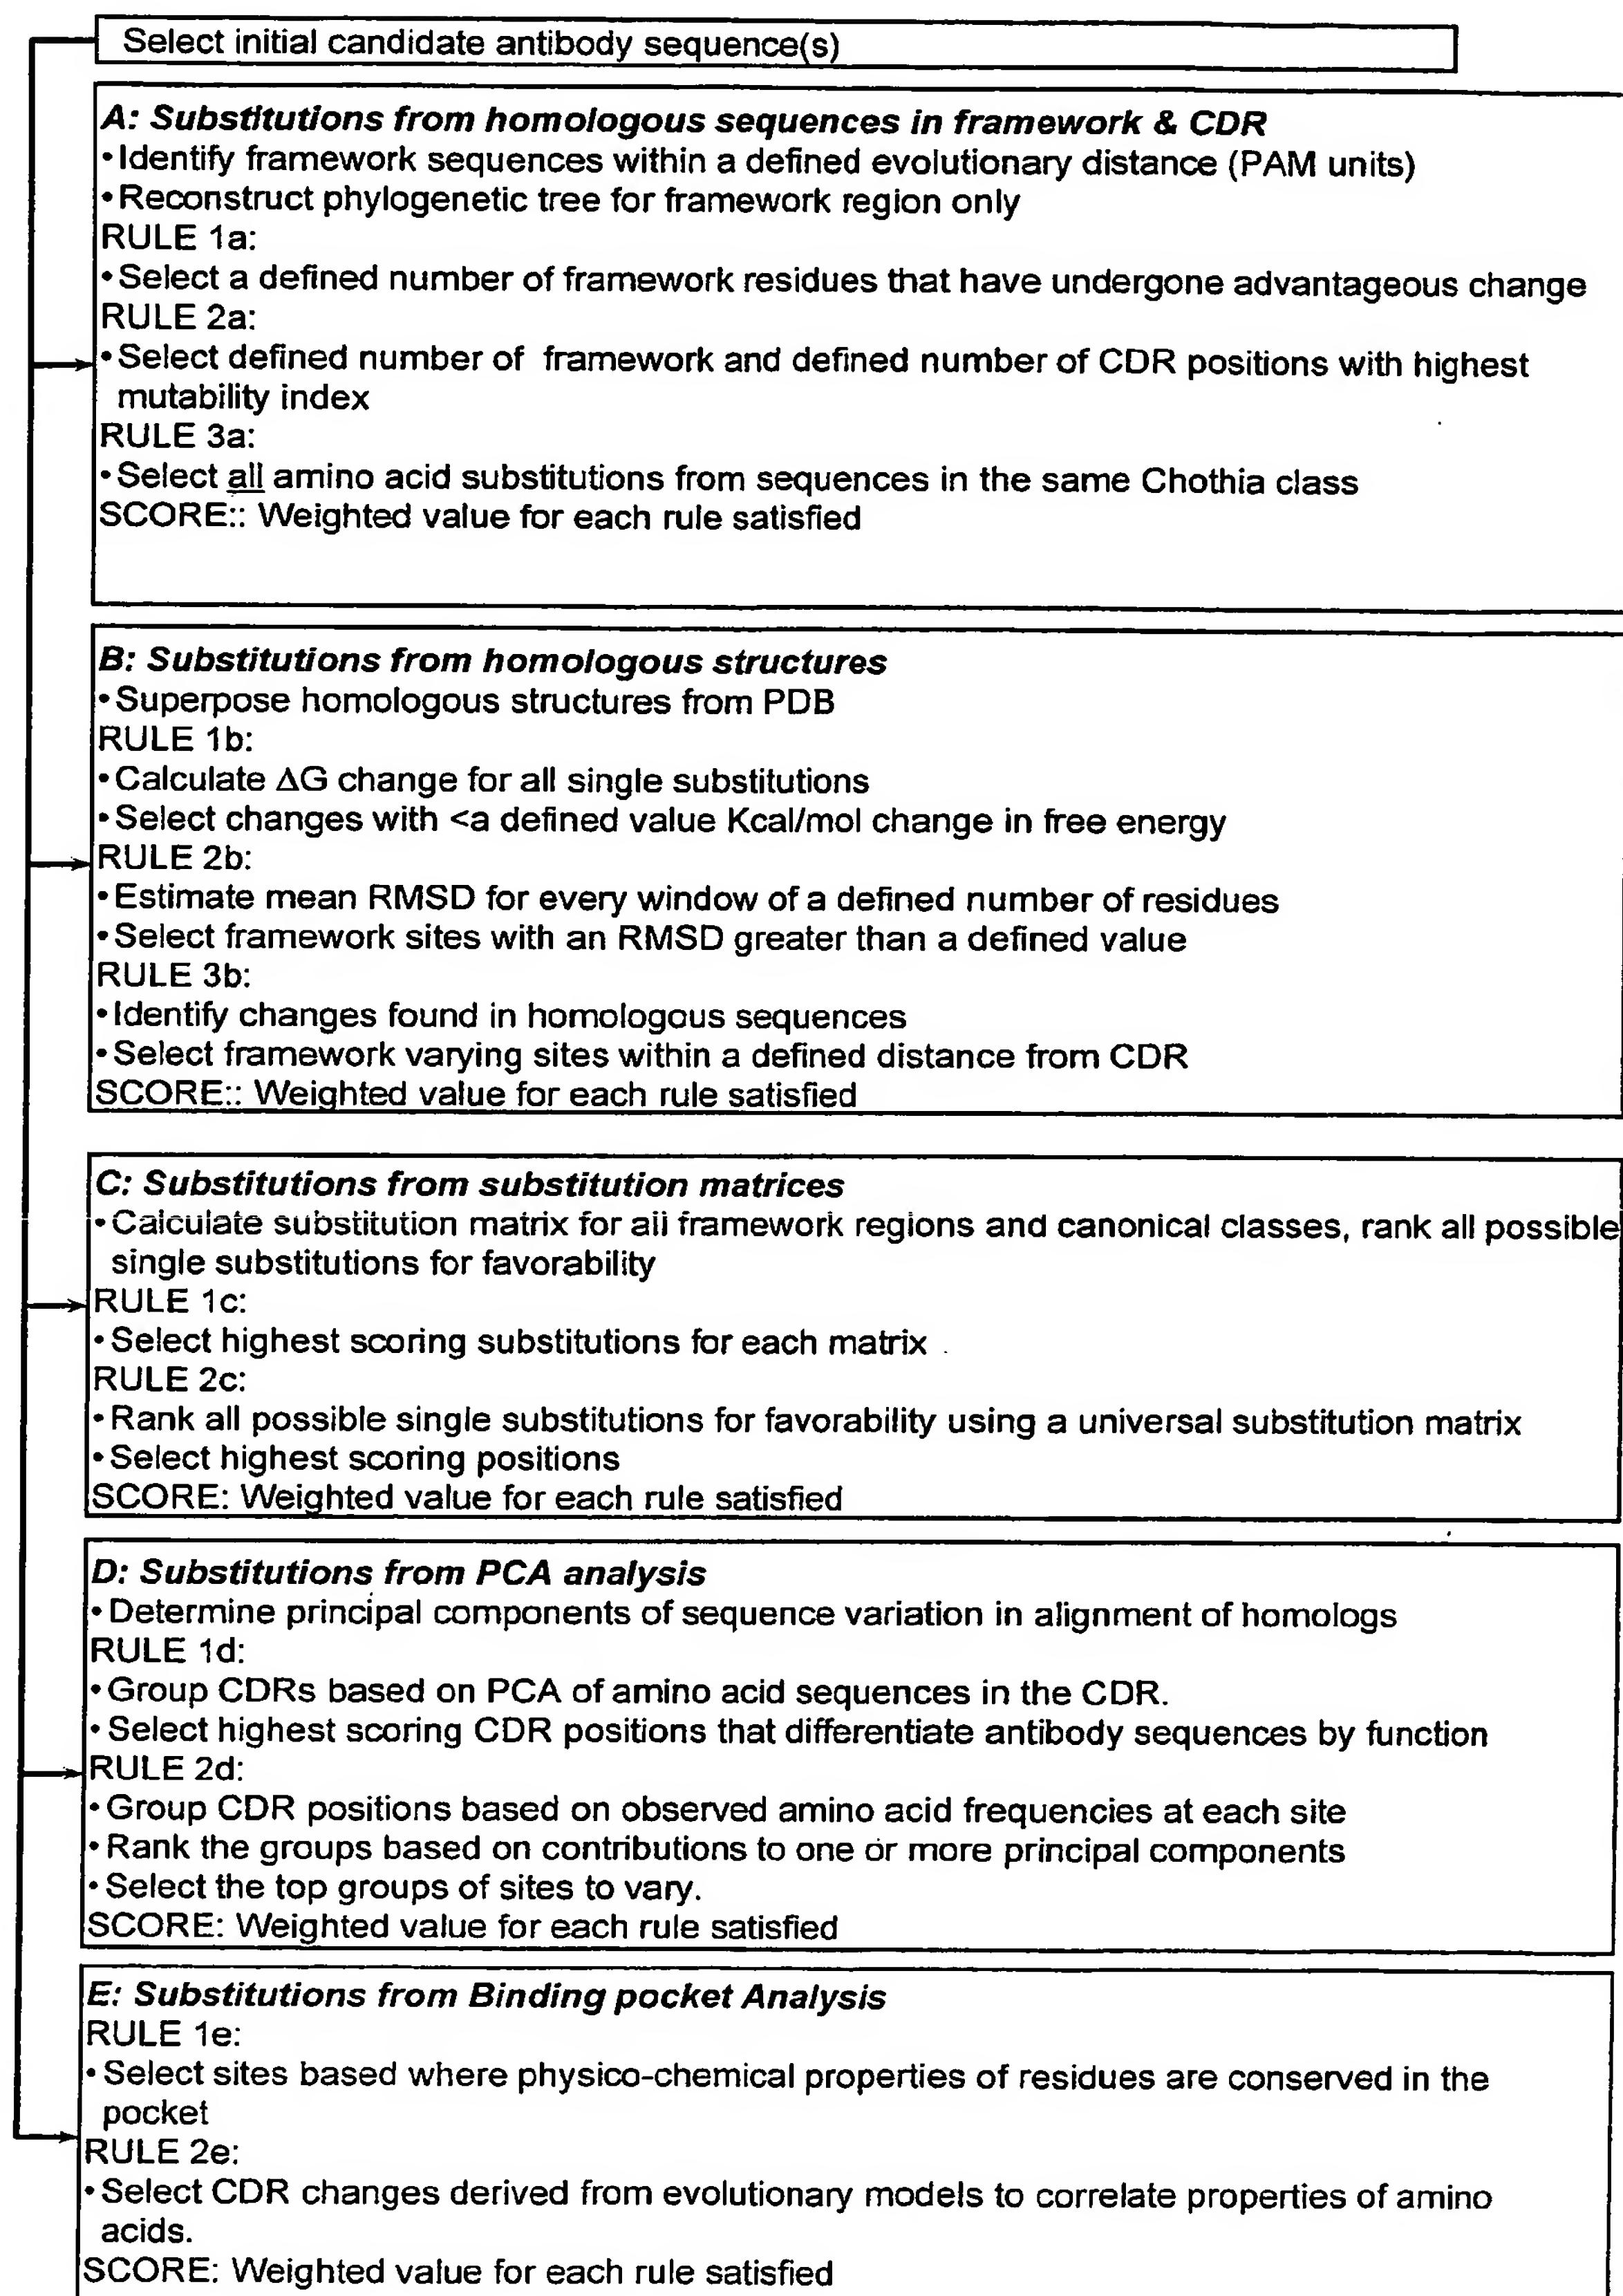 Select initial candidate antibody sequence(s)
A: Substitutions from homologous sequences in framework & CDR
•Identify framework sequences within a defined evolutionary distance (PAM units)
•Reconstruct phylogenetic tree for framework region only
RULE 1a:
•Select a defined number of framework residues that have undergone advantageous change
RULE 2a:
•Select defined number of framework and defined number of CDR positions with highest
mutability index
RULE 3a:
•Select all amino acid substitutions from sequences in the same Chothia class
SCORE:: Weighted value for each rule satisfied
B: Substitutions from homologous structures
•Superpose homologous structures from PDB
RULE 1b:
•Calculate ΔG change for all single substitutions
•Select changes with <a defined value Kcal/mol change in free energy
RULE 2b:
•Estimate mean RMSD for every window of a defined number of residues
•Select framework sites with an RMSD greater than a defined value
RULE 3b:
•Identify changes found in homologous sequences
•Select framework varying sites within a defined distance from CDR
SCORE:: Weighted value for each rule satisfied
C: Substitutions from substitution matrices
•Calculate substitution matrix for all framework regions and canonical classes, rank all possible
single substitutions for favorability
RULE 1c:
•Select highest scoring substitutions for each matrix
RULE 2c:
•Rank all possible single substitutions for favorability using a universal substitution matrix
•Select highest scoring positions
SCORE: Weighted value for each rule satisfied
D: Substitutions from PCA analysis
•Determine principal components of sequence variation in alignment of homologs
RULE 1d:
•Group CDRs based on PCA of amino acid sequences in the CDR.
•Select highest scoring CDR positions that differentiate antibody sequences by function
RULE 2d:
•Group CDR positions based on observed amino acid frequencies at each site
•Rank the groups based on contributions to one or more principal components
•Select the top groups of sites to vary.
SCORE: Weighted value for each rule satisfied
E: Substitutions from Binding pocket Analysis
RULE 1e:
•Select sites based where physico-chemical properties of residues are conserved in the
pocket
RULE 2e:
•Select CDR changes derived from evolutionary models to correlate properties of amino
acids.
SCORE: Weighted value for each rule satisfied